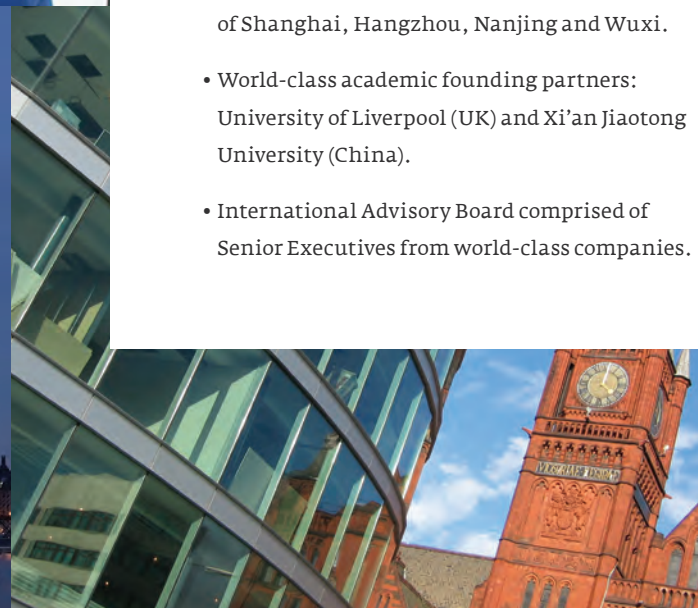 of Shanghai, Hangzhou, Nanjing and Wuxi.
• World-class academic founding partners:
University of Liverpool (UK) and Xi’an Jiaotong
University (China).
• International Advisory Board comprised of
Senior Executives from world-class companies.